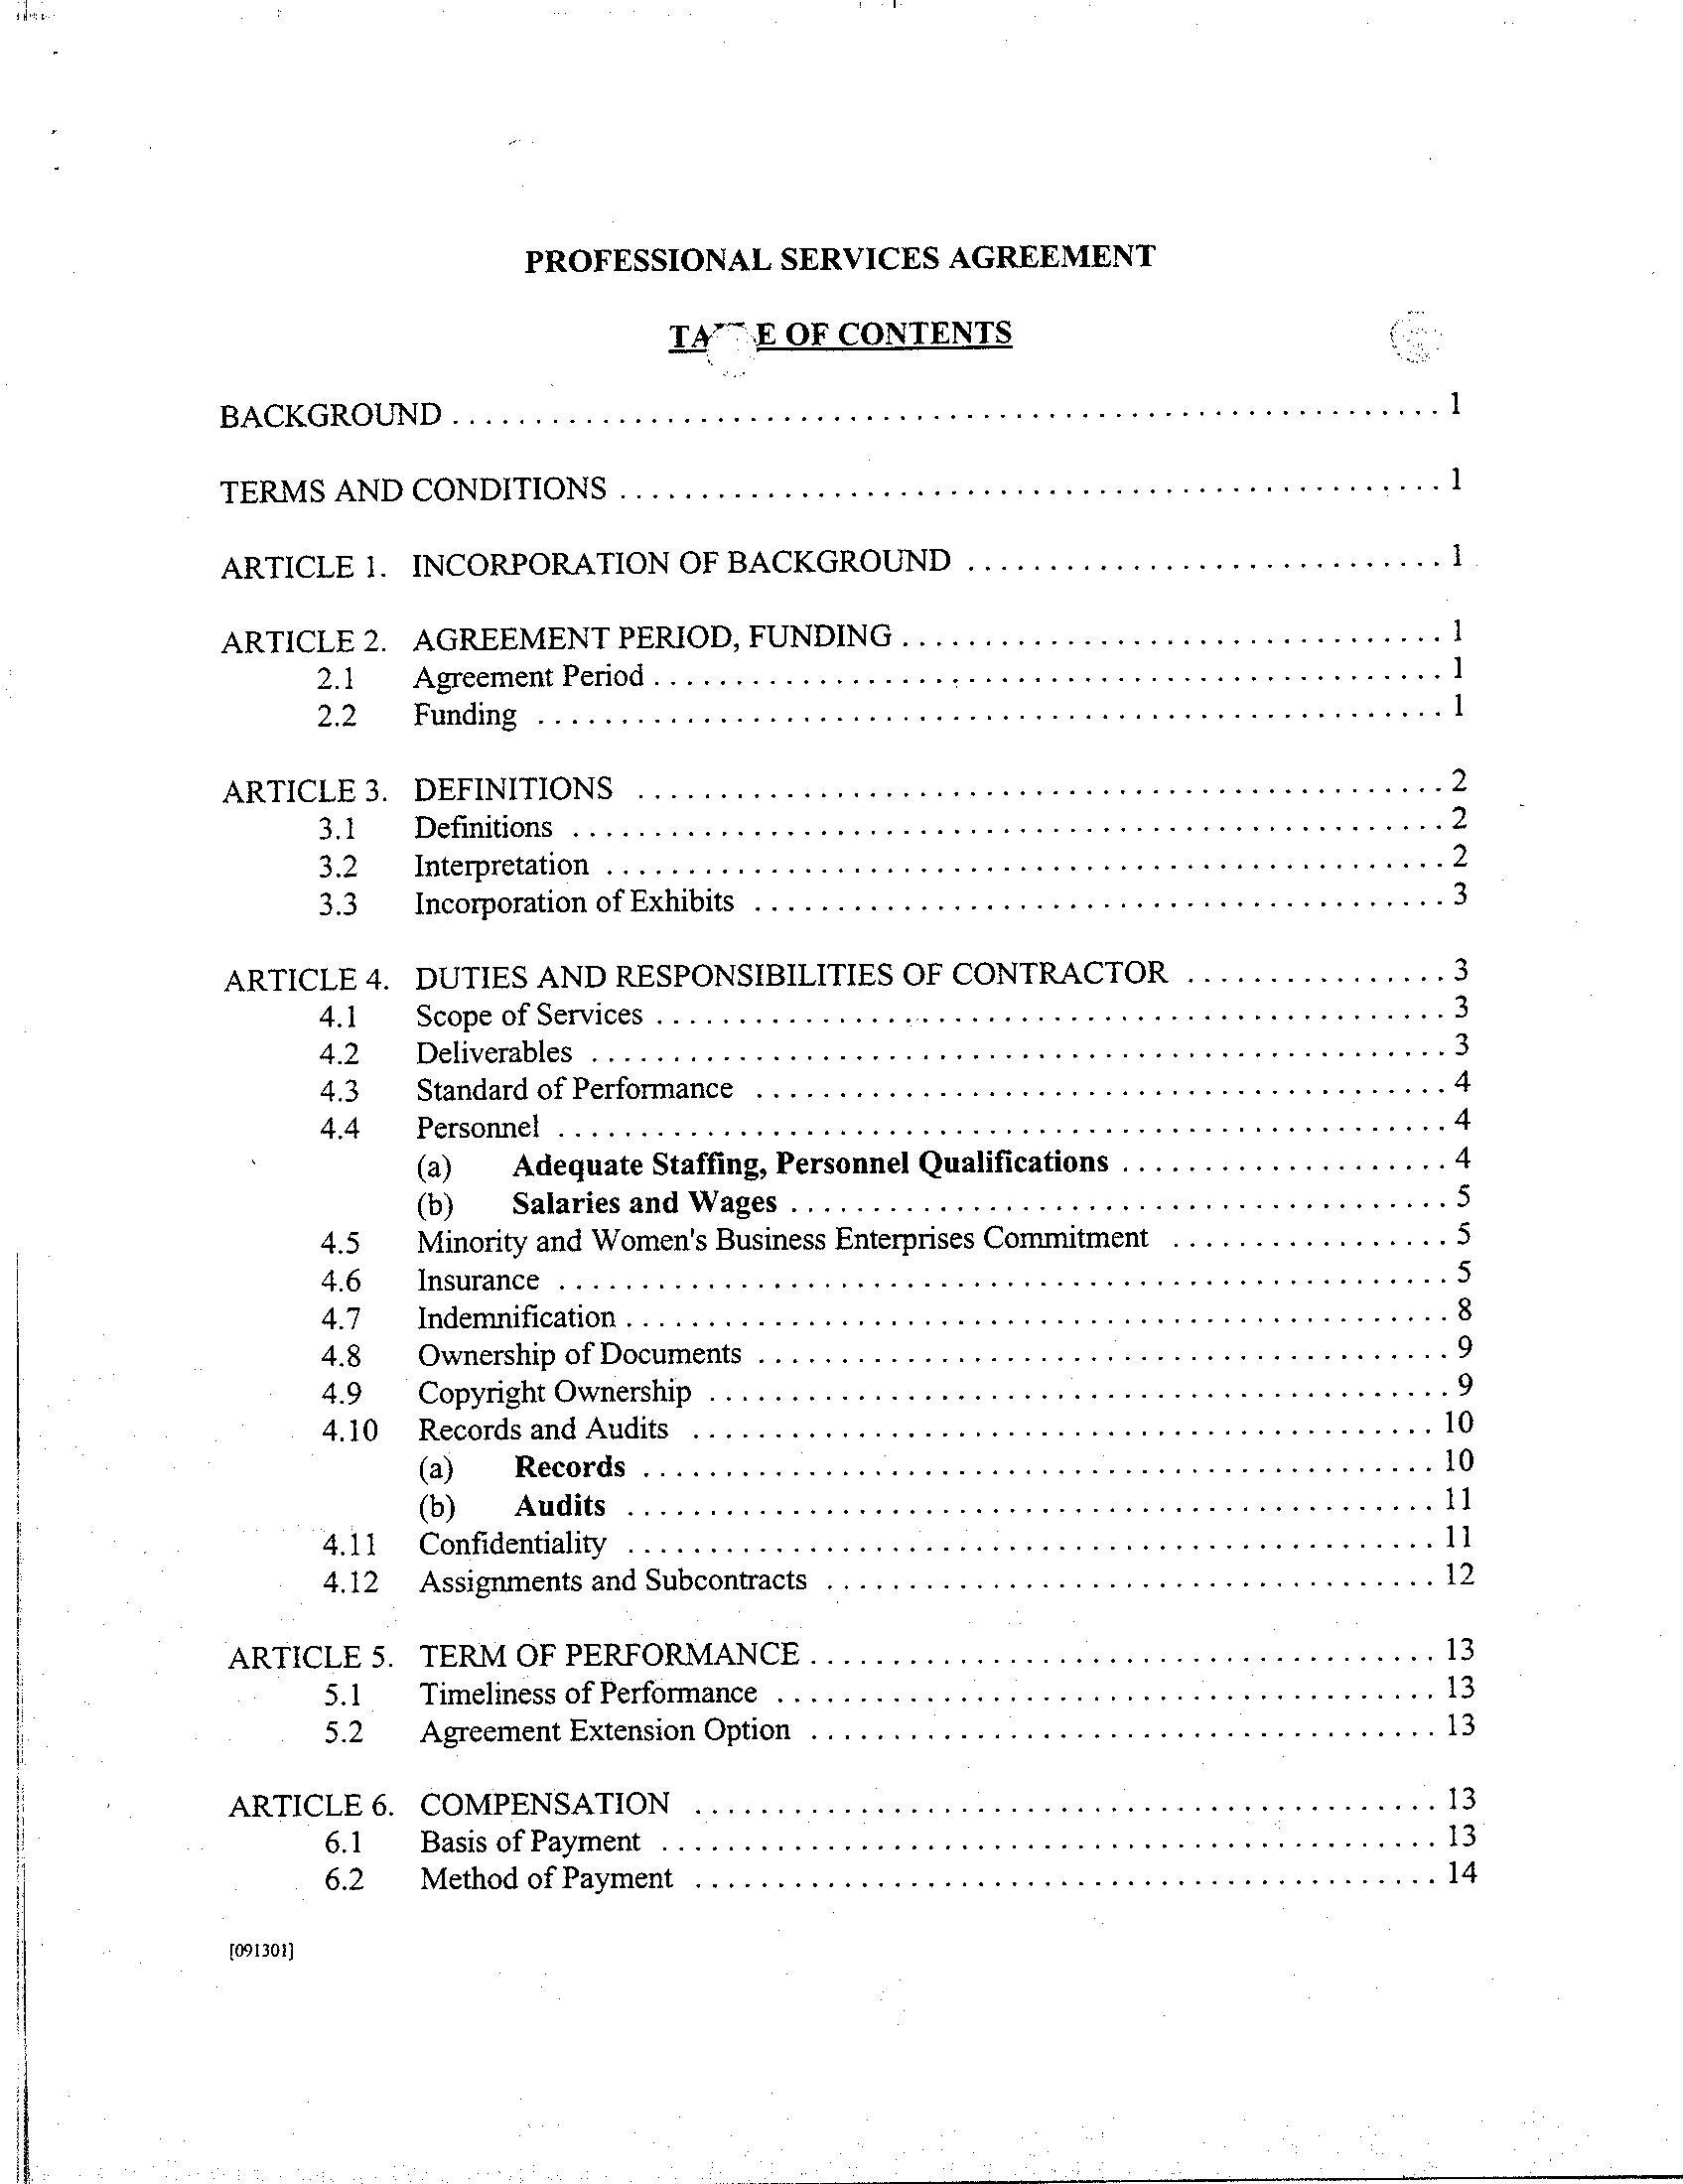 PROFESSIONAL SERVICES AGREEMENT
OF CONTENTS
BACKGROUND . . . . . . . . . . . . . . . . . . . . 1
TERMS AND CONDITIONS . . . . . . . . . . . . . . . . . . . . 1
ARTICLE 1. INCORPORATION OF BACKGROUND . . . . . . . . . . . . . . . . . . . . 1
ARTICLE 2. AGREEMENT PERIOD, FUNDING . . . . . . . . . . . . . . . . . . . . 1
2.1 Agreement Period . . . . . . . . . . . . . . . . . . . . 1
2.2 Funding . . . . . . . . . . . . . . . . . . . . 1
ARTICLE 3. DEFINITIONS . . . . . . . . . . . . . . . . . . . . 2
3.1 Definitions . . . . . . . . . . . . . . . . . . . . 2
3.2 Interpretation . . . . . . . . . . . . . . . . . . . . 2
3.3 Incorporation of Exhibits . . . . . . . . . . . . . . . . . . . . 3
ARTICLE 4. DUTIES AND RESPONSIBILITIES OF CONTRACTOR . . . . . . . . . . . . . . . . 3
4.1 Scope of Services . . . . . . . . . . . . . . . . . . . . 3
4.2 Deliverables . . . . . . . . . . . . . . . . . . . . 3
4.3 Standard of Performance . . . . . . . . . . . . . . . . . . . . 4
4.4 Personnel . . . . . . . . . . . . . . . . . . . . 4
(a) Adequate Staffing, Personnel Qualifications . . . . . . . . . . . . . . . . . . . . 4
(b) Salaries and Wages . . . . . . . . . . . . . . . . . . . . 5
4.5 Minority and Women's Business Enterprises Commitment . . . . . . . . . . . . . . . . . 5
4.6 Insurance . . . . . . . . . . . . . . . . . . . . 5
4.7 Indemnification . . . . . . . . . . . . . . . . . . . . 8
4.8 Ownership of Documents . . . . . . . . . . . . . . . . . . . . 9
4.9 Copyright Ownership . . . . . . . . . . . . . . . . . . . . 9
4.10 Records and Audits . . . . . . . . . . . . . . . . . . . . 10
(a) Records . . . . . . . . . . . . . . . . . . . . 10
(b) Audits . . . . . . . . . . . . . . . . . . . . 11
4.11 Confidentiality . . . . . . . . . . . . . . . . . . . . 11
4.12 Assignments and Subcontracts . . . . . . . . . . . . . . . . . . . . 12
ARTICLE 5. TERM OF PERFORMANCE . . . . . . . . . . . . . . . . . . . . 13
5.1 Timeliness of Performance . . . . . . . . . . . . . . . . . . . . 13
5.2 Agreement Extension Option . . . . . . . . . . . . . . . . . . . . 13
ARTICLE 6. COMPENSATION . . . . . . . . . . . . . . . . . . . . 13
6.1 Basis of Payment . . . . . . . . . . . . . . . . . . . . 13
6.2 Method of Payment . . . . . . . . . . . . . . . . . . . . 14
[091301]